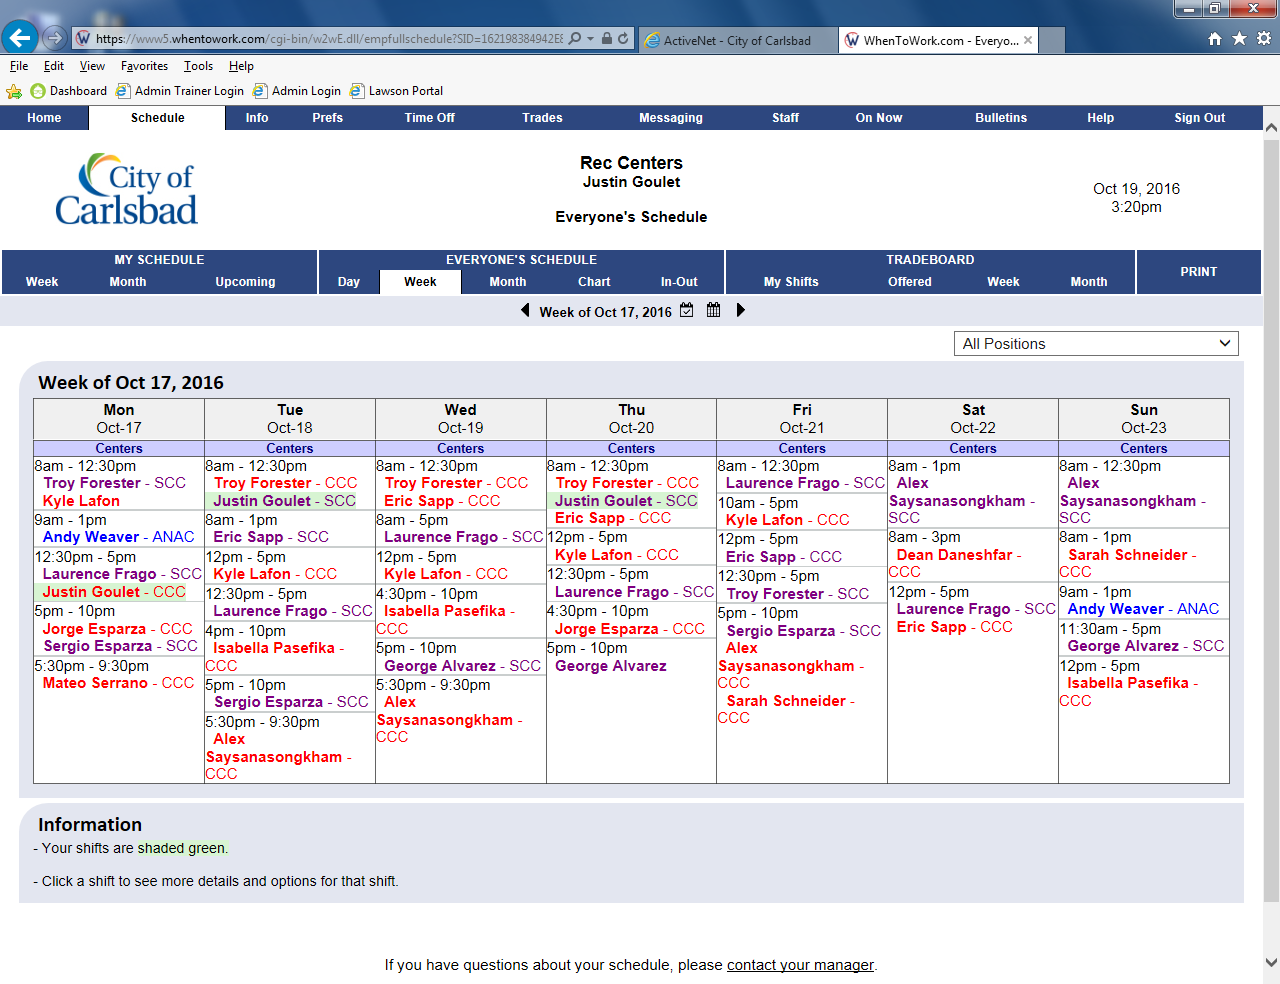 https://www5.whentowork.com/cgi-bin/w2wE.dll/empfullschedule?SID=162198384942E8
ActiveNet - City of Carlsbad
WhenToWork.com - Everyo...
File Edit View Favorites Tools Help
Dashboard Admin Trainer Login Admin Login Lawson Portal
Home Schedule Info Prefs Time Off Trades Messaging Staff On Now Bulletins Help Sign Out
City of
Carlsbad
Rec Centers
Justin Goulet
Everyone's Schedule
Oct 19, 2016
3:20pm
MY SCHEDULE EVERYONE'S SCHEDULE TRADEBOARD PRINT
Week Month Upcoming Day Week Month Chart In-Out My Shifts Offered Week Month
Week of Oct 17, 2016
All Positions
Week of Oct 17, 2016
Mon
Oct-17
Centers
8am - 12:30pm
Troy Forester - SCC
Kyle Lafon
9am - 1pm
Andy Weaver - ANAC
12:30pm - 5pm
Laurence Frago - SCC
Justin Goulet - CCC
5pm - 10pm
Jorge Esparza - CCC
Sergio Esparza - SCC
5:30pm - 9:30pm
Mateo Serrano - CCC
Tue
Oct-18
Centers
8am - 12:30pm
Troy Forester - CCC
Justin Goulet - SCC
8am - 1pm
Eric Sapp - SCC
12pm - 5pm
Kyle Lafon - CCC
12:30pm - 5pm
Laurence Frago - SCC
4pm - 10pm
Isabella Pasefika -
CCC
5pm - 10pm
Sergio Esparza - SCC
5:30pm - 9:30pm
Alex
Saysanasongkham -
CCC
Wed
Oct-19
Centers
8am - 12:30pm
Troy Forester - CCC
Eric Sapp - CCC
8am - 5pm
Laurence Frago - SCC
12pm - 5pm
Kyle Lafon - CCC
4:30pm - 10pm
Isabella Pasefika -
CCC
5pm - 10pm
George Alvarez - SCC
5:30pm - 9:30pm
Alex
Saysanasongkham -
CCC
Thu
Oct-20
Centers
8am - 12:30pm
Troy Forester - CCC
Justin Goulet - SCC
Eric Sapp - CCC
12pm - 5pm
Kyle Lafon - CCC
12:30pm - 5pm
Laurence Frago - SCC
4:30pm - 10pm
Jorge Esparza - CCC
5pm - 10pm
George Alvarez
Fri
Oct-21
Centers
8am - 12:30pm
Laurence Frago - SCC
10am - 5pm
Kyle Lafon - CCC
12pm - 5pm
Eric Sapp - CCC
12:30pm - 5pm
Troy Forester - SCC
5pm - 10pm
Sergio Esparza - SCC
Alex
Saysanasongkham -
CCC
Sarah Schneider -
CCC
Sat
Oct-22
Centers
8am - 1pm
Alex
Saysanasongkham -
SCC
8am - 3pm
Dean Daneshfar -
CCC
12pm - 5pm
Laurence Frago - SCC
Eric Sapp - CCC
Sun
Oct-23
Centers
8am - 12:30pm
Alex
Saysanasongkham -
SCC
8am - 1pm
Sarah Schneider -
CCC
9am - 1pm
Andy Weaver - ANAC
11:30am - 5pm
George Alvarez - SCC
12pm - 5pm
Isabella Pasefika -
CCC
Information
- Your shifts are shaded green.
- Click a shift to see more details and options for that shift.
If you have questions about your schedule, please contact your manager.